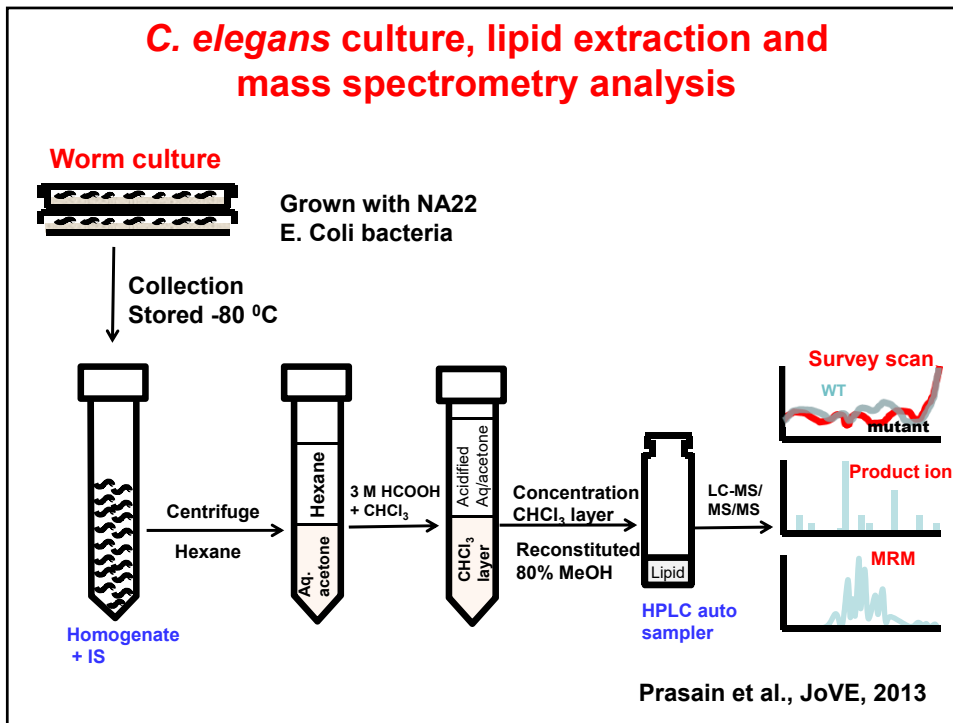 C. elegans culture, lipid extraction and
mass spectrometry analysis
Worm culture
Grown with NA22
E. Coli bacteria
Collection
Stored -80 ⁰C
Centrifuge
Hexane
Homogenate
+ IS
Hexane
Aq.
acetone
3 M HCOOH
+ CHCl₃
Acidified
Aq/acetone
CHCl₃
layer
Concentration
CHCl₃ layer
Reconstituted
80% MeOH
Lipid
HPLC auto
sampler
LC-MS/
MS/MS
Survey scan
WT
mutant
Product ion
MRM
Prasain et al., JoVE, 2013